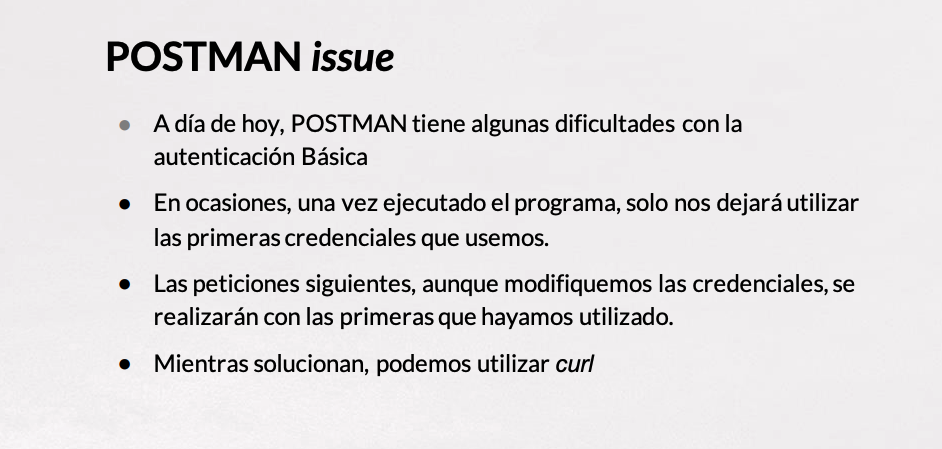 POSTMAN issue
● A día de hoy, POSTMAN tiene algunas dificultades con la
autenticación Básica
● En ocasiones, una vez ejecutado el programa, solo nos dejará utilizar
las primeras credenciales que usemos.
● Las peticiones siguientes, aunque modifiquemos las credenciales, se
realizarán con las primeras que hayamos utilizado.
● Mientras solucionan, podemos utilizar curl